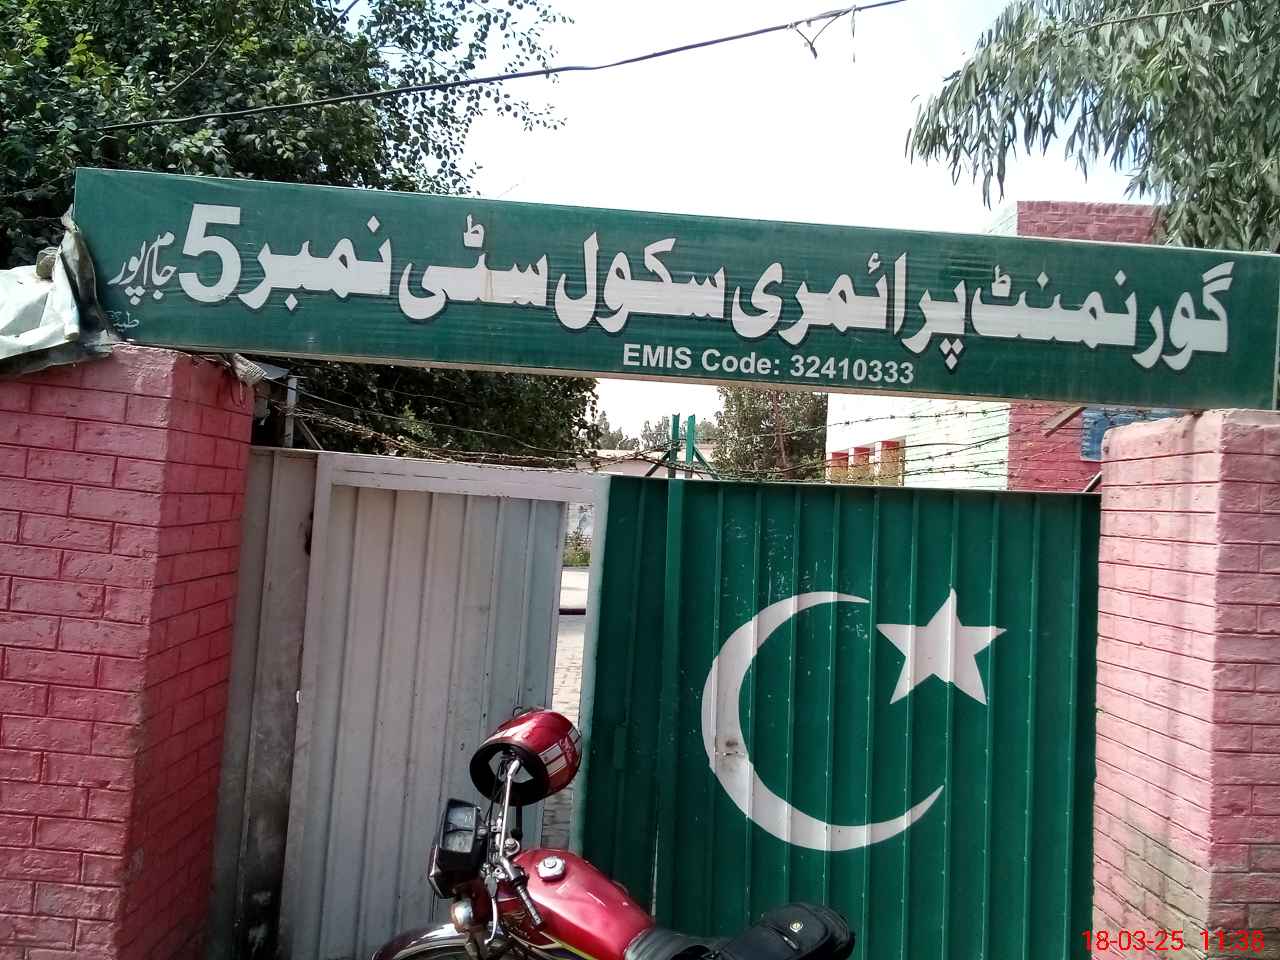 گورنمنٹ پرائمری سکول سٹی نمبر 5 جام پور
EMIS Code: 32410333
18-03-25 11:38